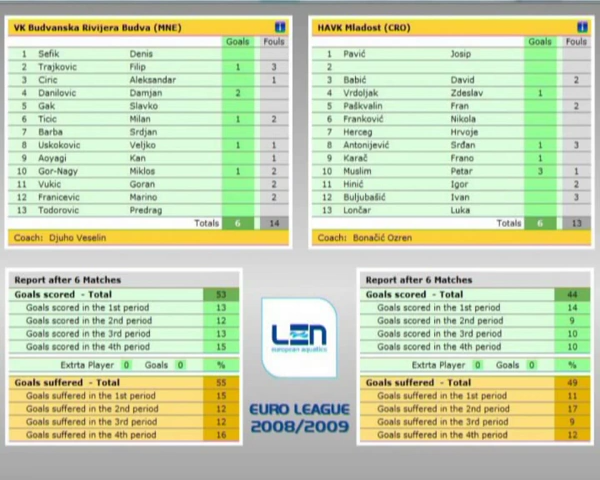 VK Budvanska Rivijera Budva (MNE)
Goals Fouls
1 Sefik Denis
2 Trajkovic Filip 1 3
3 Ciric Aleksandar 1
4 Danilovic Damjan 2
5 Gak Slavko
6 Ticic Milan 1 2
7 Barba Srdjan
8 Uskokovic Veljko 1 1
9 Aoyagi Kan 1
10 Gor-Nagy Miklos 1 2
11 Vukic Goran 2
12 Franicevic Marino 2
13 Todorovic Predrag
Totals 6 14
Coach: Djuho Veselin
HAVK Mladost (CRO)
Goals Fouls
1 Pavić Josip
2
3 Babić David 2
4 Vrdoljak Zdeslav 1
5 Paškvalin Fran 2
6 Franković Nikola
7 Herceg Hrvoje
8 Antonijević Srđan 1 3
9 Karač Frano 1
10 Muslim Petar 3 1
11 Hinić Igor 2
12 Buljubašić Ivan 3
13 Lončar Luka
Totals 6 13
Coach: Bonačić Ozren
Report after 6 Matches
Goals scored - Total 53
Goals scored in the 1st period 13
Goals scored in the 2nd period 12
Goals scored in the 3rd period 13
Goals scored in the 4th period 15
Extrta Player 0 Goals 0 %
Goals suffered - Total 55
Goals suffered in the 1st period 15
Goals suffered in the 2nd period 12
Goals suffered in the 3rd period 12
Goals suffered in the 4th period 16
LEN
european aquatics
EURO LEAGUE
2008/2009
Report after 6 Matches
Goals scored - Total 44
Goals scored in the 1st period 14
Goals scored in the 2nd period 9
Goals scored in the 3rd period 10
Goals scored in the 4th period 10
Extrta Player 0 Goals 0 %
Goals suffered - Total 49
Goals suffered in the 1st period 11
Goals suffered in the 2nd period 17
Goals suffered in the 3rd period 9
Goals suffered in the 4th period 12